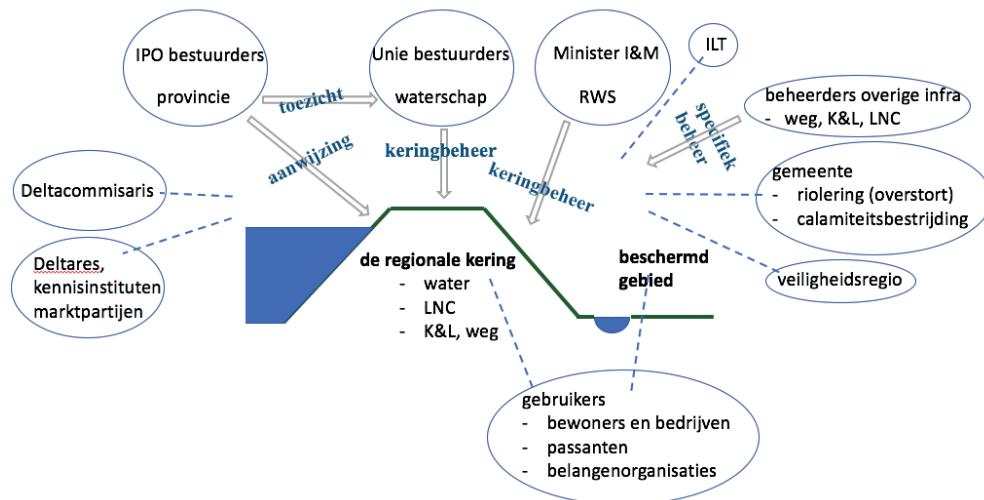 IPO bestuurders
provincie
Unie bestuurders
waterschap
Minister I&M
RWS
ILT
toezicht
aanwijzing
keringbeheer
keringbeheer
specifiek
beheer
beheerders overige infra
- weg, K&L, LNC
gemeente
- riolering (overstort)
- calamiteitsbestrijding
veiligheidsregio
Deltacommisaris
Deltares,
kennisinstituten
marktpartijen
de regionale kering
- water
- LNC
- K&L, weg
beschermd
gebied
gebruikers
- bewoners en bedrijven
- passanten
- belangenorganisaties